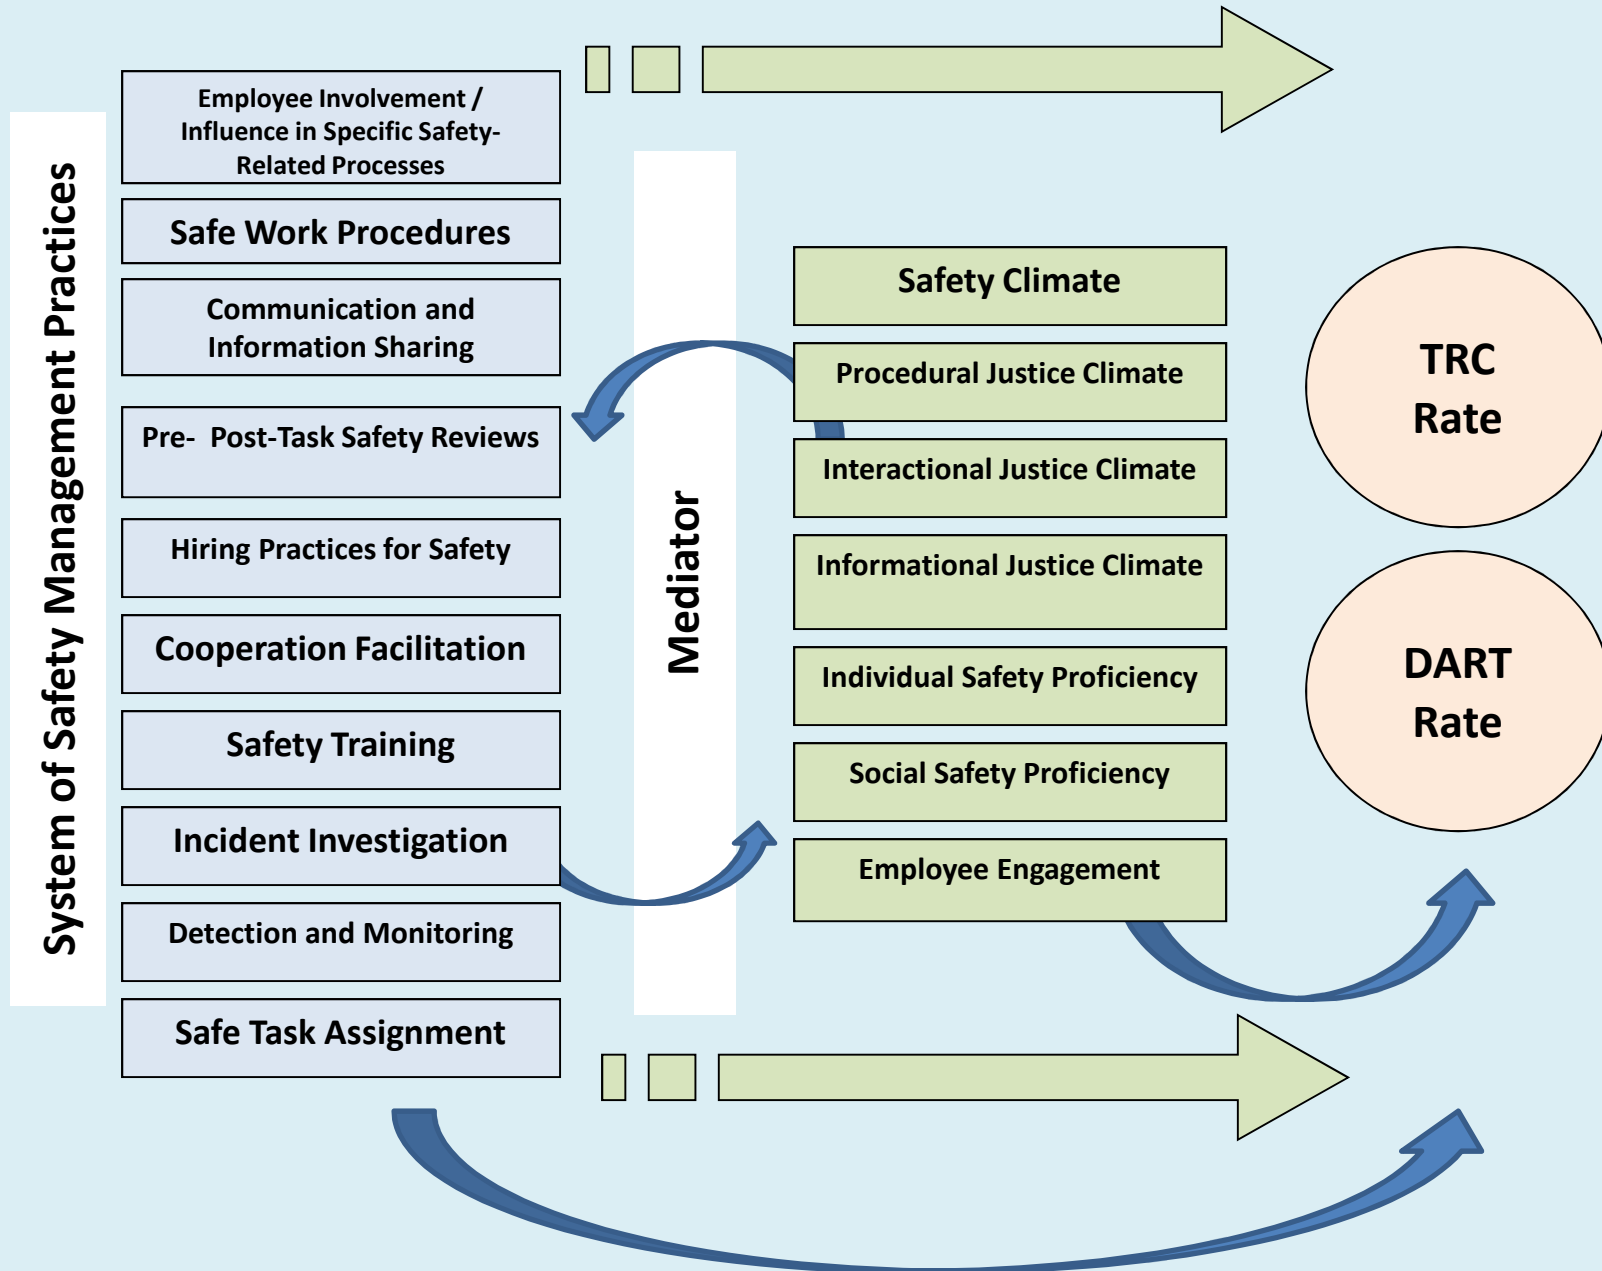 System of Safety Management Practices
Employee Involvement /
Influence in Specific Safety-
Related Processes
Safe Work Procedures
Communication and
Information Sharing
Pre-  Post-Task Safety Reviews
Hiring Practices for Safety
Cooperation Facilitation
Safety Training
Incident Investigation
Detection and Monitoring
Safe Task Assignment
Mediator
Safety Climate
Procedural Justice Climate
Interactional Justice Climate
Informational Justice Climate
Individual Safety Proficiency
Social Safety Proficiency
Employee Engagement
TRC
Rate
DART
Rate